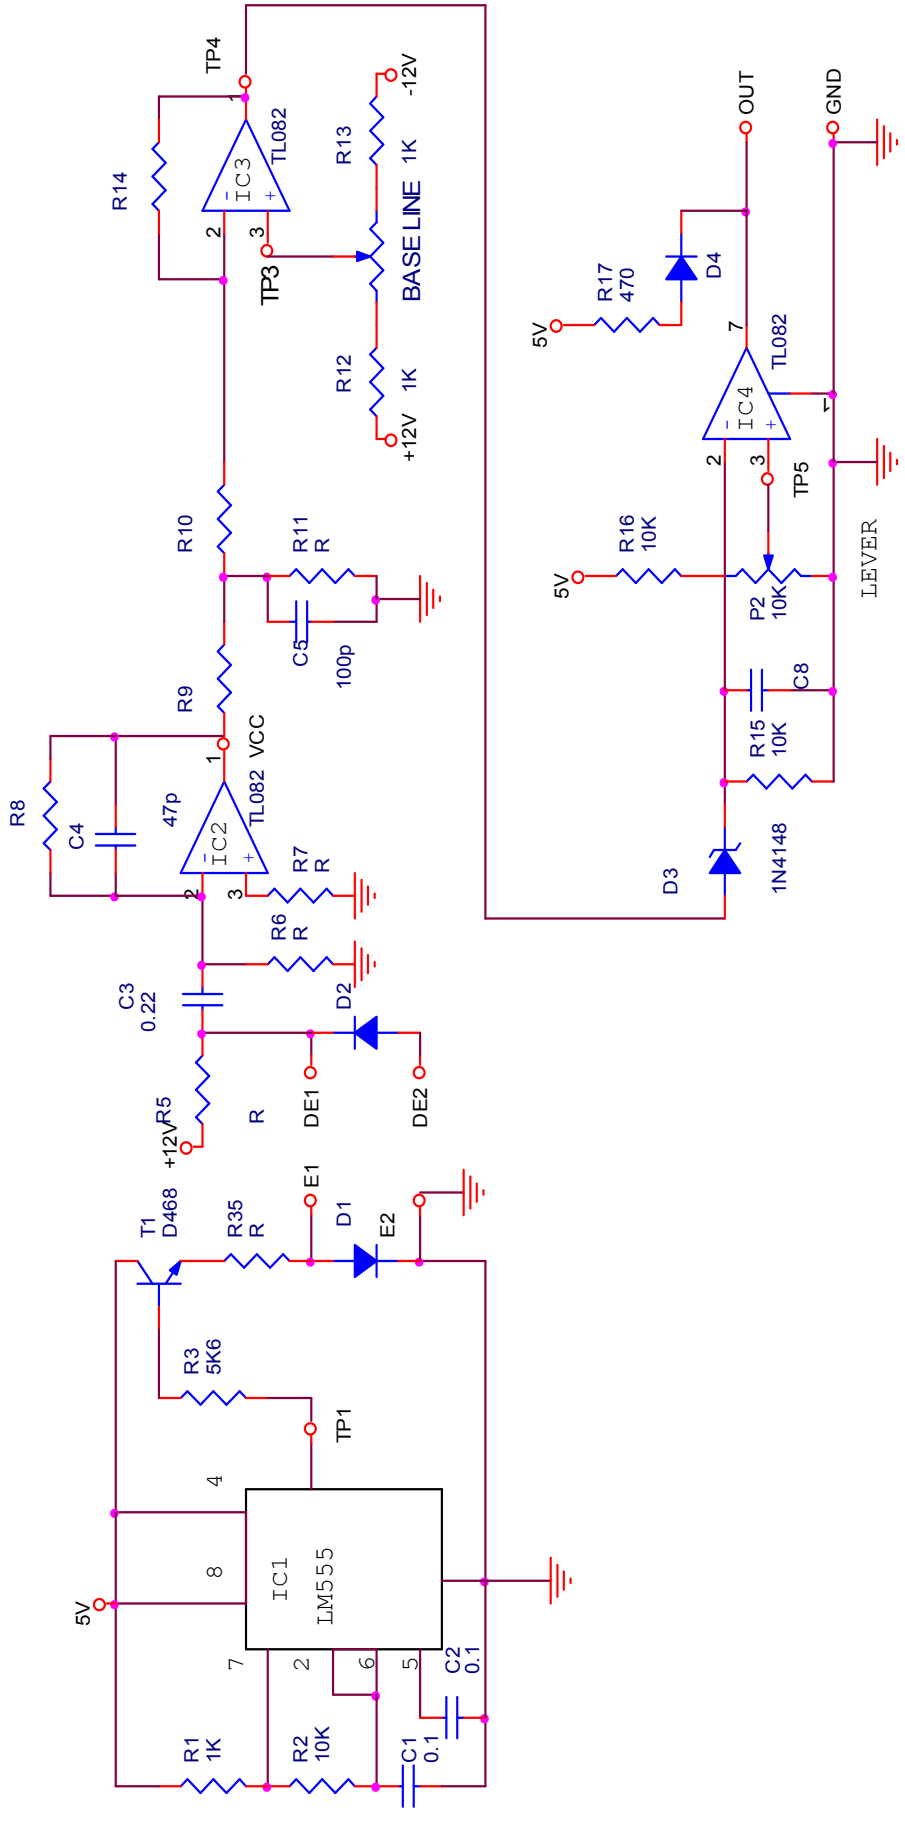 5V
R1
1K
R2
10K
C1
0.1
C2
0.1
7
2
6
5
8
4
IC1
LM555
TP1
R3
5K6
T1
D468
R35
R
E1
D1
E2
+12V
R5
R
DE1
DE2
D2
C3
0.22
R6
R
R7
R
2
3
IC2
-
+
TL082
1
VCC
47p
C4
R8
R9
C5
100p
R11
R
R10
2
3
IC3
-
+
TL082
1
R14
TP4
TP3
+12V
R12
1K
BASE LINE
R13
1K
-12V
D3
1N4148
R15
10K
C8
P2
10K
LEVER
5V
R16
10K
TP5
2
3
IC4
-
+
1
7
TL082
5V
R17
470
D4
OUT
GND